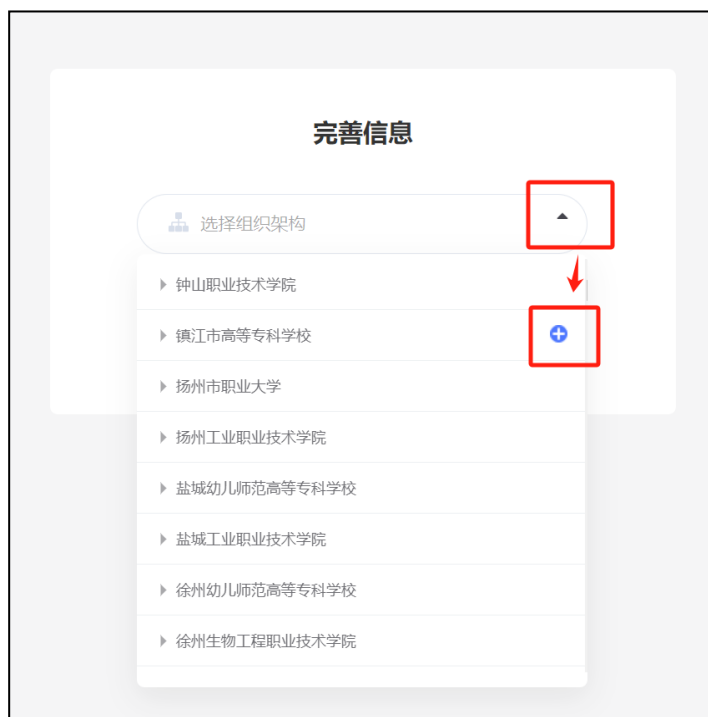 完善信息
选择组织架构
钟山职业技术学院
镇江市高等专科学校
扬州市职业大学
扬州工业职业技术学院
盐城幼儿师范高等专科学校
盐城工业职业技术学院
徐州幼儿师范高等专科学校
徐州生物工程职业技术学院